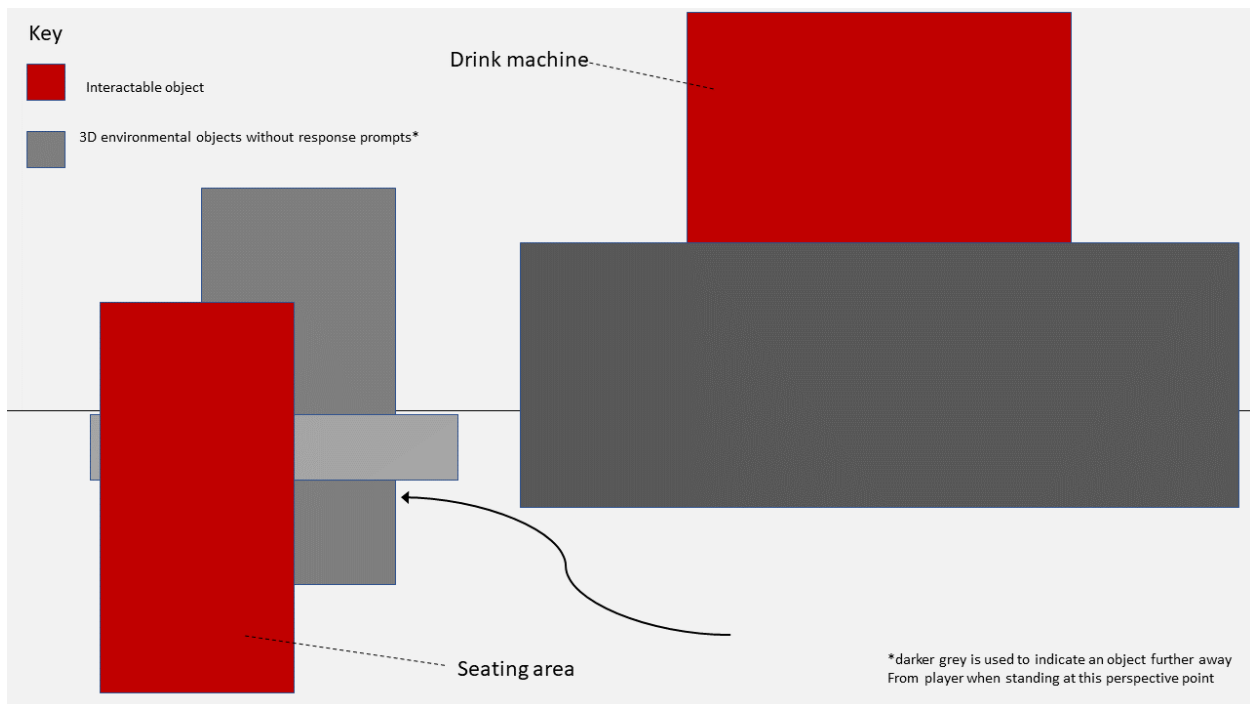 Key
Interactable object
3D environmental objects without response prompts*
Drink machine
Seating area
*darker grey is used to indicate an object further away
From player when standing at this perspective point